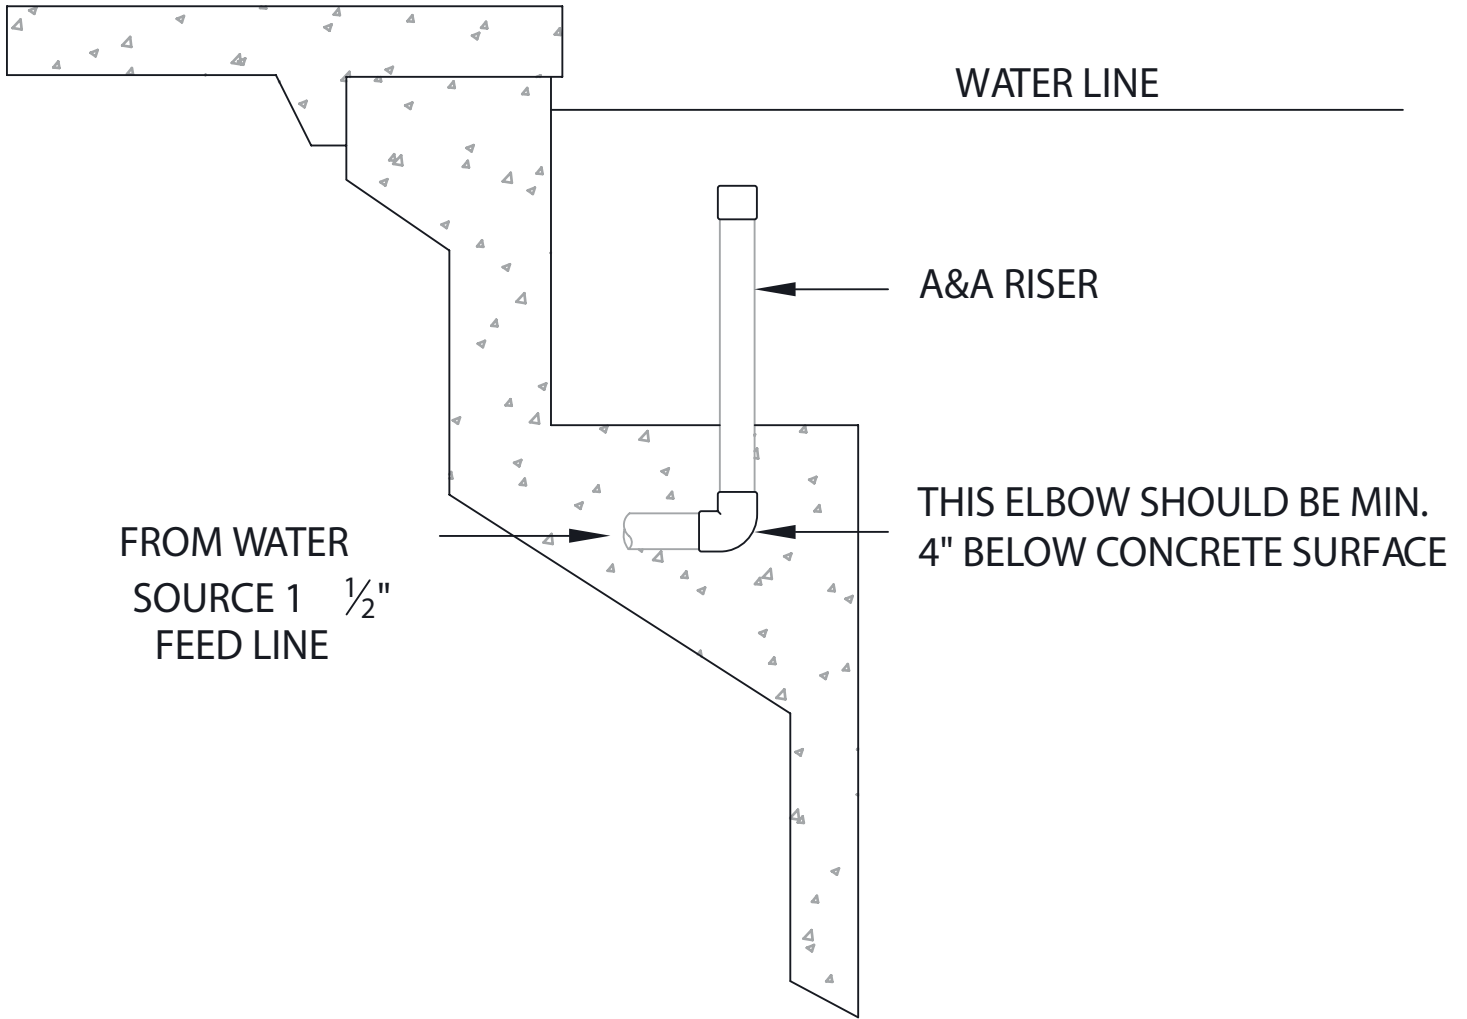 WATER LINE
A&A RISER
THIS ELBOW SHOULD BE MIN.
4" BELOW CONCRETE SURFACE
FROM WATER
SOURCE 1 ½"
FEED LINE